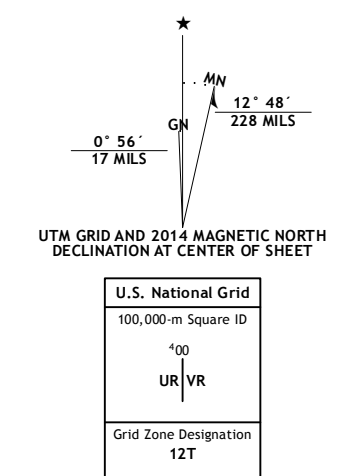 ★
MN
12° 48´
228 MILS
GN
0° 56´
17 MILS
UTM GRID AND 2014 MAGNETIC NORTH
DECLINATION AT CENTER OF SHEET
U.S. National Grid
100,000-m Square ID
⁴00
UR VR
Grid Zone Designation
12T